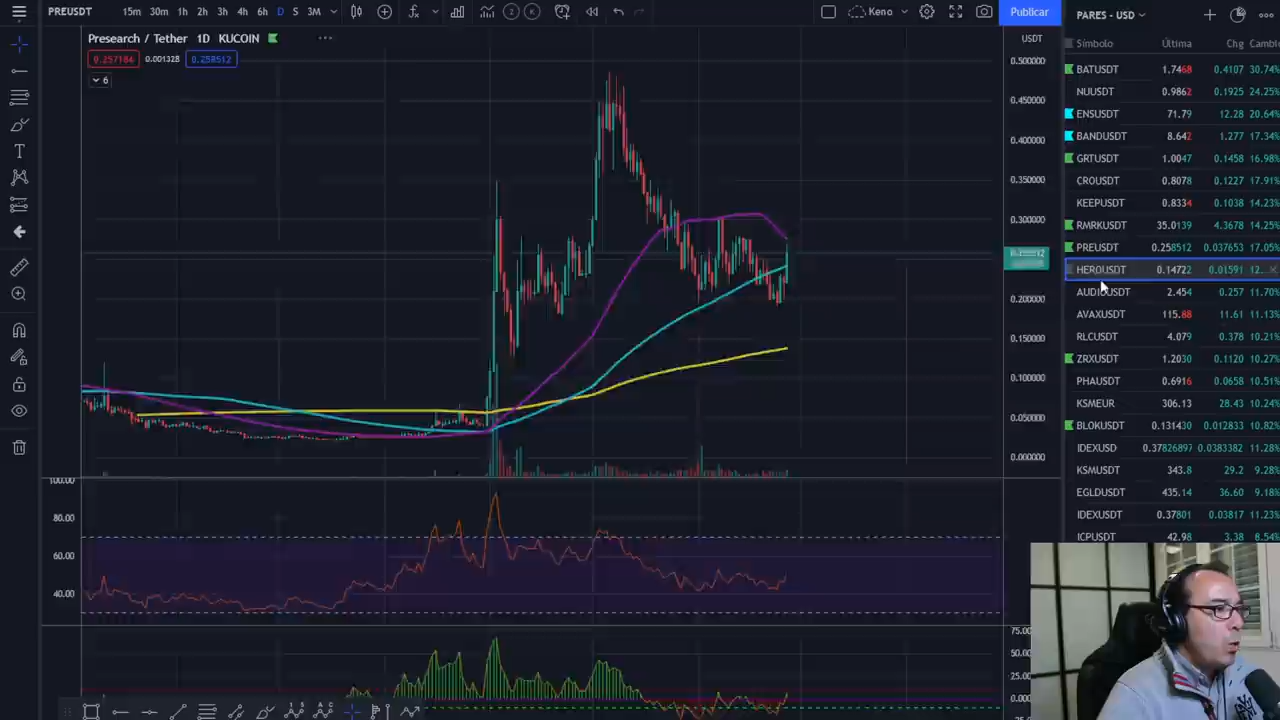 PREUSDT 15m 30m 1h 2h 3h 4h 6h D S 3M Keno Publicar PARES - USD
Presearch / Tether 1D KUCOIN
0.257184 0.001328 0.258512
6
USDT
0.500000
0.450000
0.400000
0.350000
0.300000
0.200000
0.150000
0.100000
0.050000
0.000000
100.00
80.00
60.00
40.00
75.00
50.00
25.00
0.000
Símbolo Última Chg Cambio
BATUSDT 1.7468 0.4107 30.74%
NUUSDT 0.9862 0.1925 24.25%
ENSUSDT 71.79 12.28 20.64%
BANDUSDT 8.642 1.277 17.34%
GRTUSDT 1.0047 0.1458 16.98%
CROUSDT 0.8078 0.1227 17.91%
KEEPUSDT 0.8334 0.1038 14.23%
RMRKUSDT 35.0139 4.3678 14.25%
PREUSDT 0.258512 0.037653 17.05%
HEROUSDT 0.14722 0.01591 12...
AUDIOUSDT 2.454 0.257 11.70%
AVAXUSDT 115.88 11.61 11.13%
RLCUSDT 4.079 0.378 10.21%
ZRXUSDT 1.2030 0.1120 10.27%
PHAUSDT 0.6916 0.0658 10.51%
KSMEUR 306.13 28.43 10.24%
BLOKUSDT 0.131430 0.012833 10.82%
IDEXUSD 0.37826897 0.0383382 11.28%
KSMUSDT 343.8 29.2 9.28%
EGLDUSDT 435.14 36.60 9.18%
IDEXUSDT 0.37801 0.03817 11.23%
ICPUSDT 42.98 3.38 8.54%